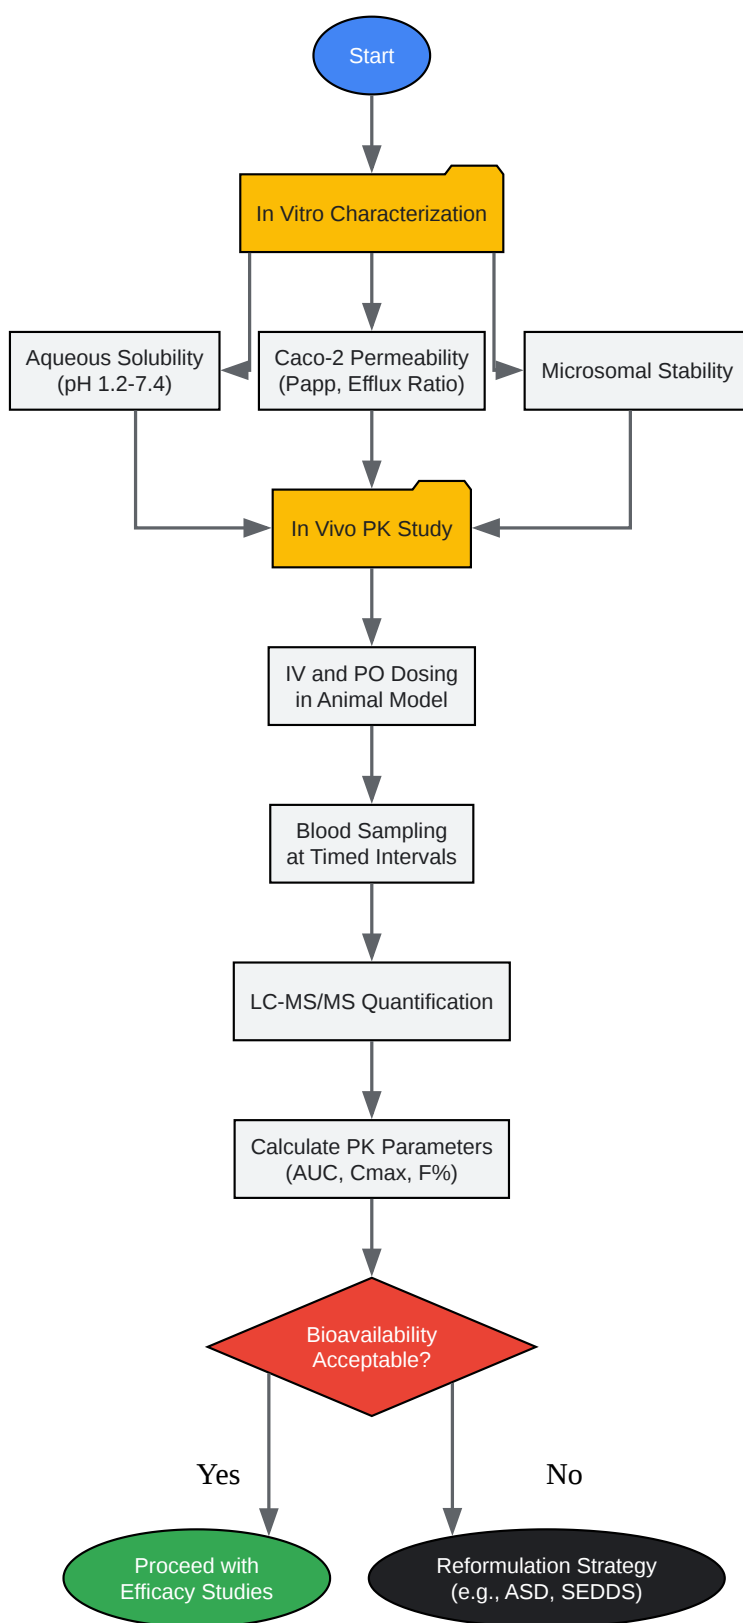 Start
In Vitro Characterization
Aqueous Solubility
(pH 1.2-7.4)
Caco-2 Permeability
(Papp, Efflux Ratio)
Microsomal Stability
In Vivo PK Study
IV and PO Dosing
in Animal Model
Blood Sampling
at Timed Intervals
LC-MS/MS Quantification
Calculate PK Parameters
(AUC, Cmax, F%)
Bioavailability
Acceptable?
Yes
No
Proceed with
Efficacy Studies
Reformulation Strategy
(e.g., ASD, SEDDS)